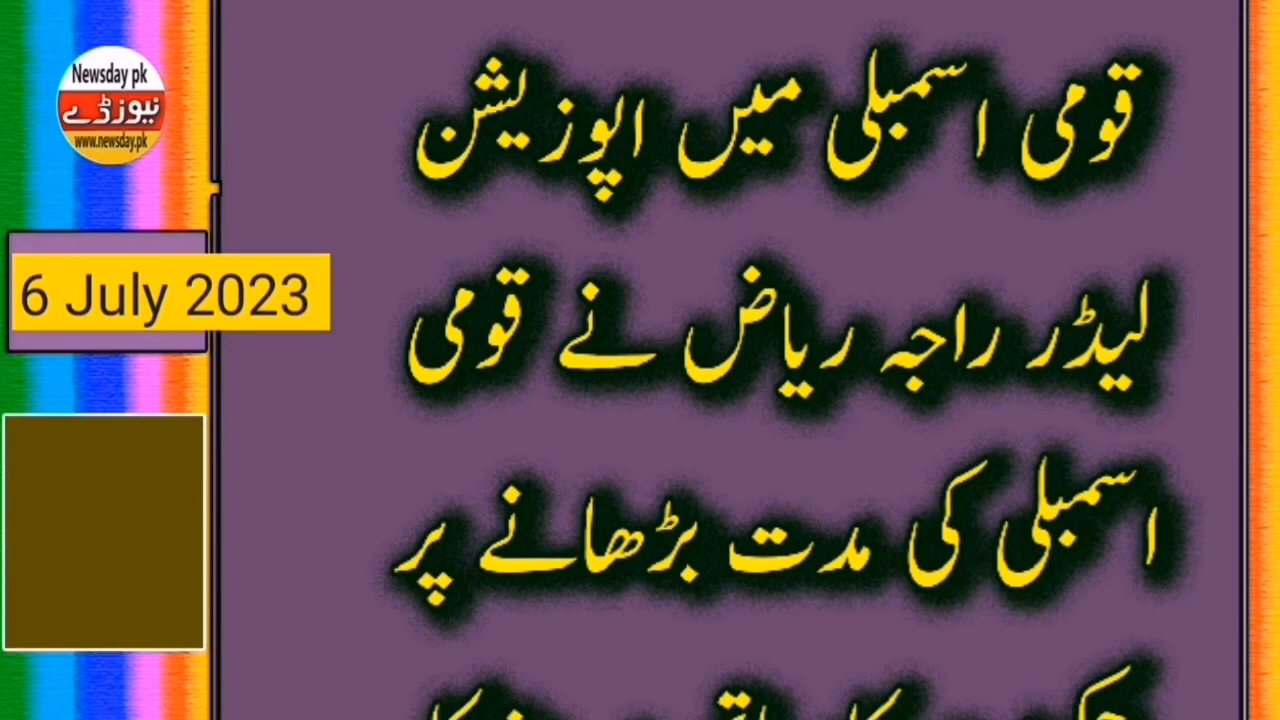 Newsday pk
نیوز ڈے
www.newsday.pk
6 July 2023
قومی اسمبلی میں اپوزیشن
لیڈر راجہ ریاض نے قومی
اسمبلی کی مدت بڑھانے پر